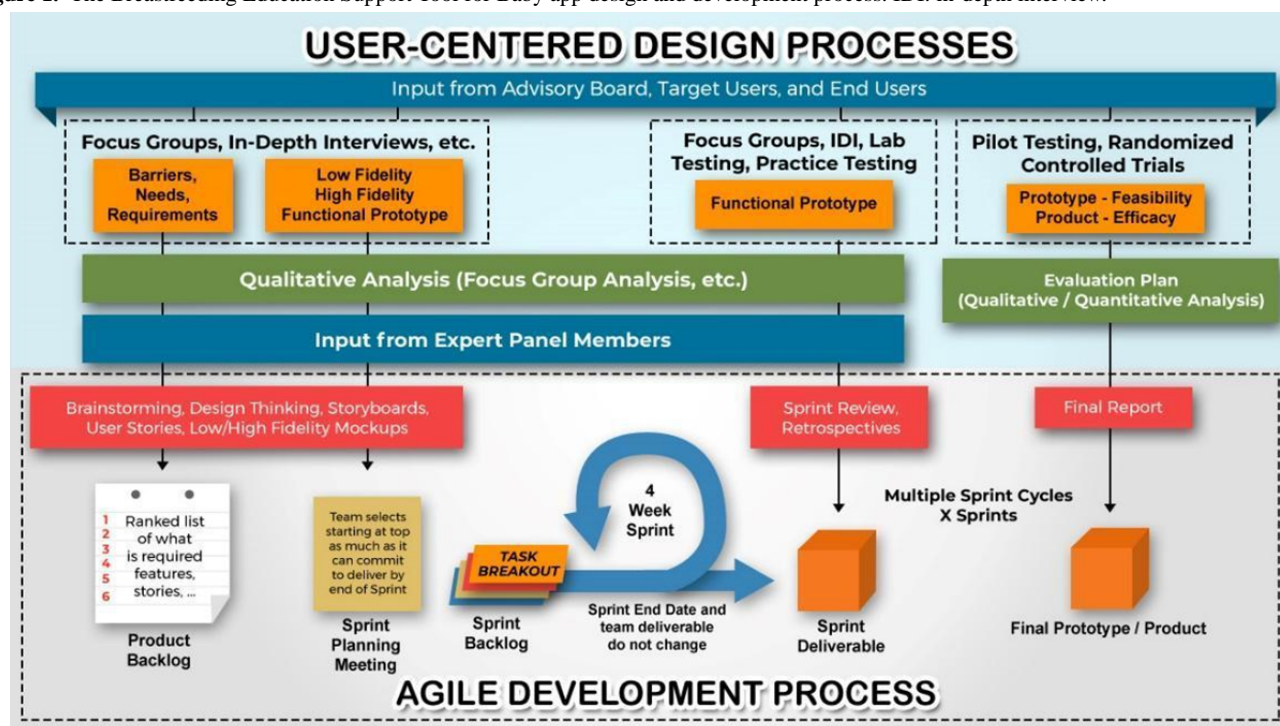 USER-CENTERED DESIGN PROCESSES
Input from Advisory Board, Target Users, and End Users
Focus Groups, In-Depth Interviews, etc.
Barriers,
Needs,
Requirements
Low Fidelity
High Fidelity
Functional Prototype
Focus Groups, IDI, Lab
Testing, Practice Testing
Functional Prototype
Pilot Testing, Randomized
Controlled Trials
Prototype - Feasibility
Product - Efficacy
Qualitative Analysis (Focus Group Analysis, etc.)
Evaluation Plan
(Qualitative / Quantitative Analysis)
Input from Expert Panel Members
Brainstorming, Design Thinking, Storyboards,
User Stories, Low/High Fidelity Mockups
Sprint Review,
Retrospectives
Final Report
1
2
3
4
5
6
Ranked list
of what
is required
features,
stories, ...
Product
Backlog
Team selects
starting at top
as much as it
can commit
to deliver by
end of Sprint
Sprint
Planning
Meeting
TASK
BREAKOUT
Sprint
Backlog
4
Week
Sprint
Sprint End Date and
team deliverable
do not change
Sprint
Deliverable
Multiple Sprint Cycles
X Sprints
Final Prototype / Product
AGILE DEVELOPMENT PROCESS